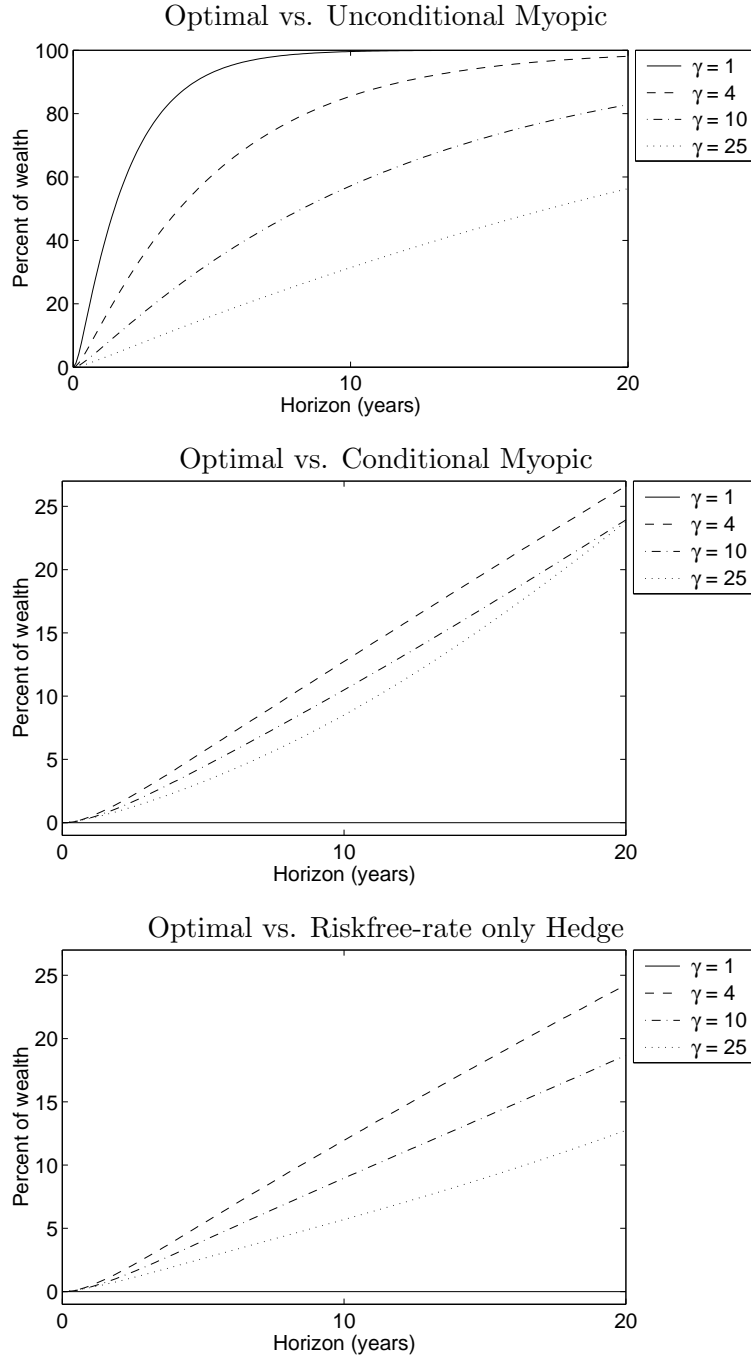 Optimal vs. Unconditional Myopic
100
80
60
40
20
0
Percent of wealth
0
10
20
Horizon (years)
γ = 1
γ = 4
γ = 10
γ = 25
Optimal vs. Conditional Myopic
25
20
15
10
5
0
Percent of wealth
0
10
20
Horizon (years)
γ = 1
γ = 4
γ = 10
γ = 25
Optimal vs. Riskfree-rate only Hedge
25
20
15
10
5
0
Percent of wealth
0
10
20
Horizon (years)
γ = 1
γ = 4
γ = 10
γ = 25